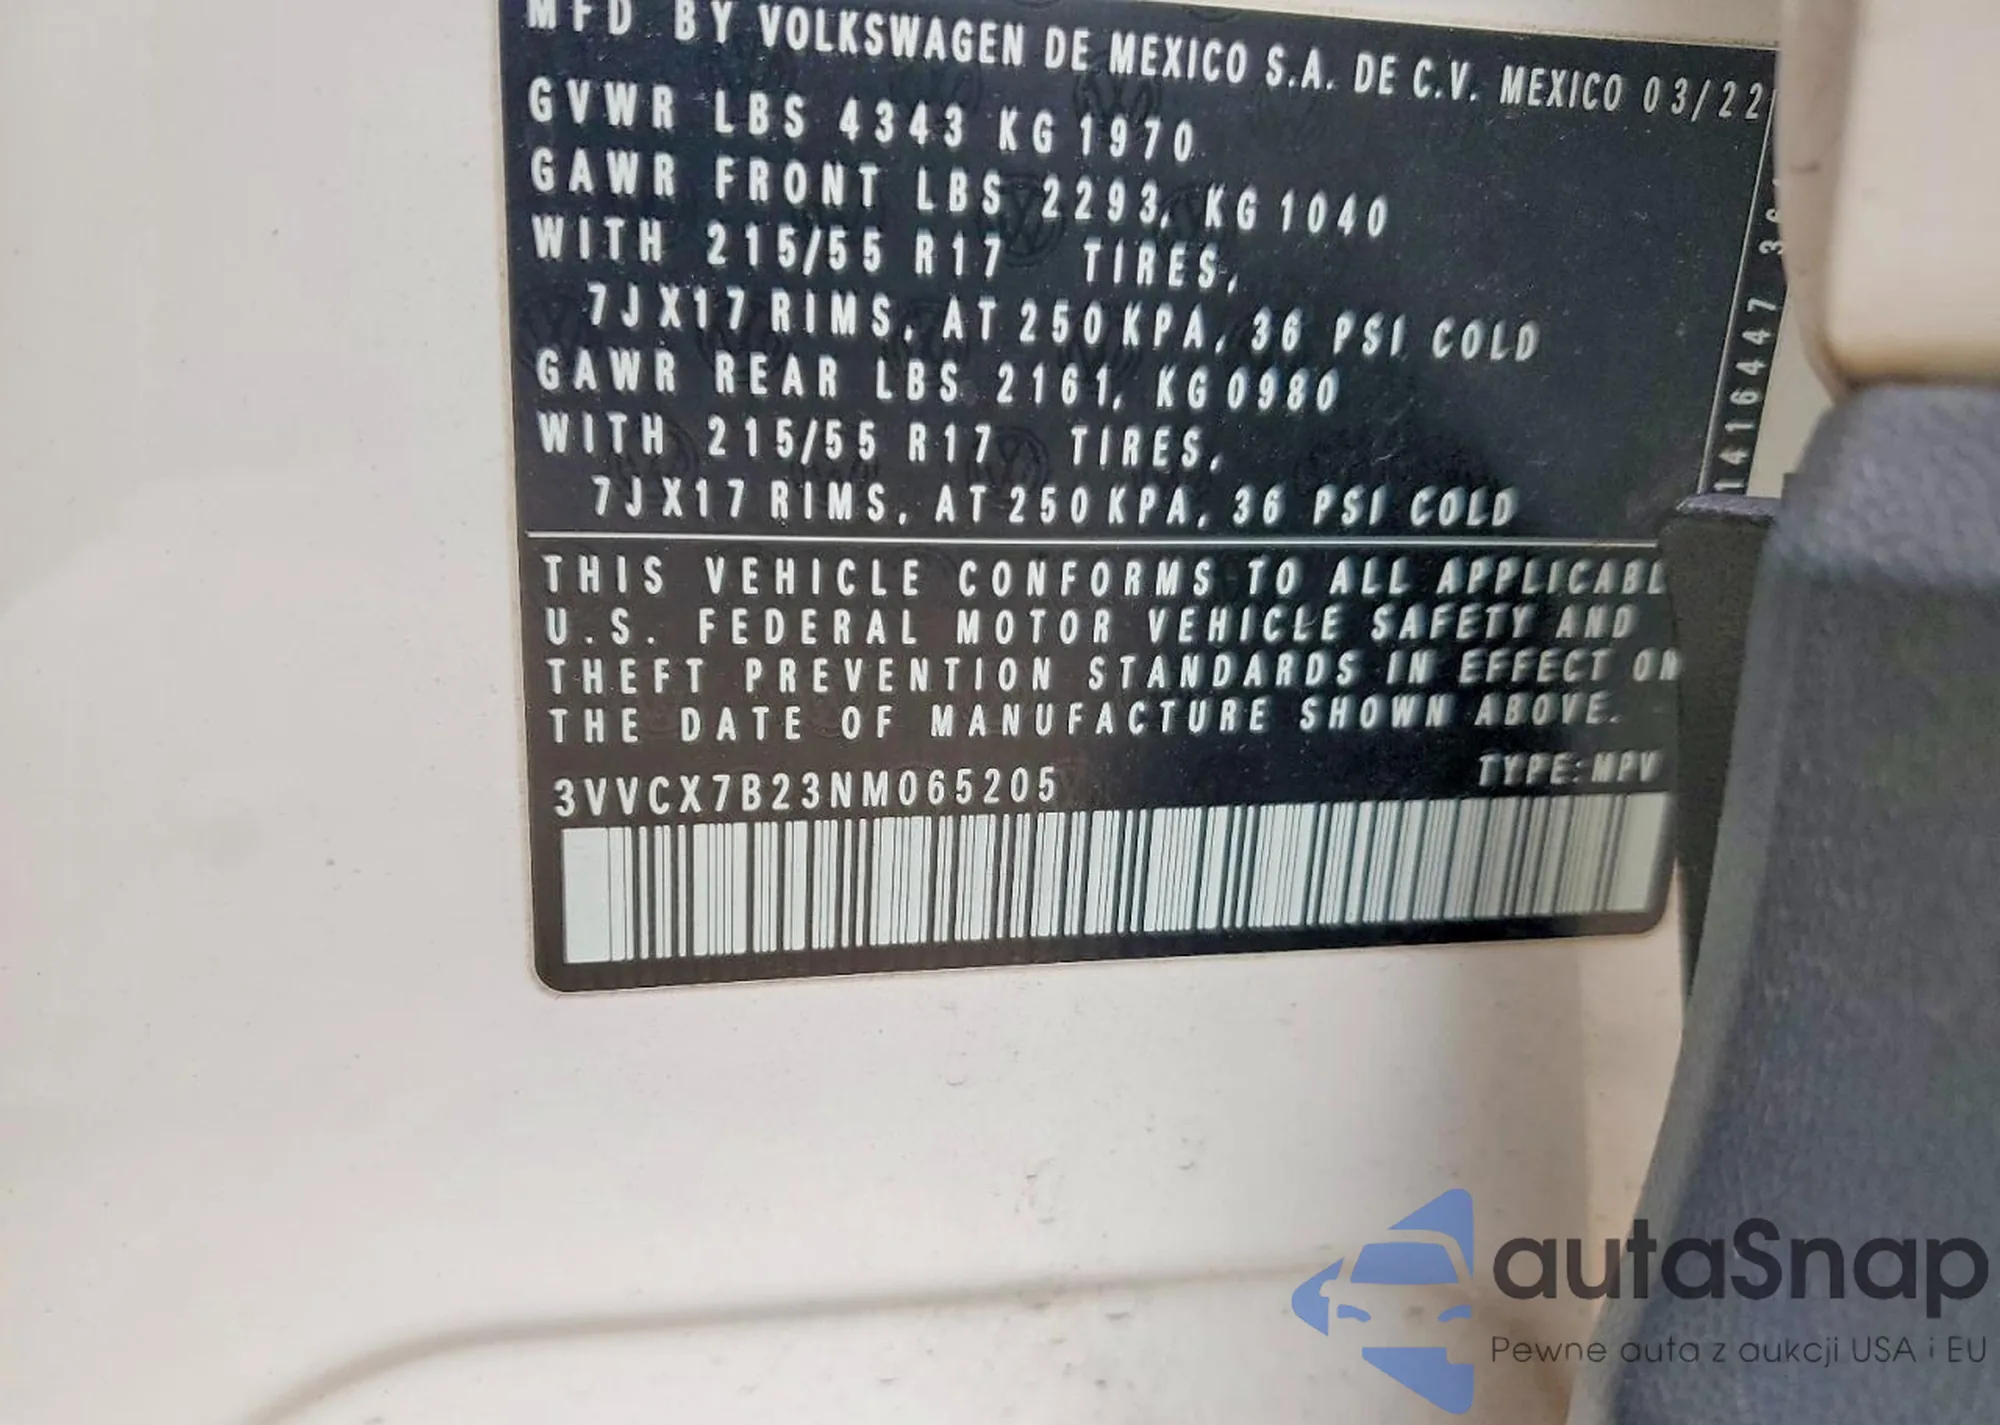 MFD BY VOLKSWAGEN DE MEXICO S.A. DE C.V. MEXICO 03/22
GVWR LBS 4343 KG 1970
GAWR FRONT LBS 2293, KG 1040
WITH 215/55 R17 TIRES,
7JX17 RIMS, AT 250 KPA, 36 PSI COLD
GAWR REAR LBS 2161, KG 0980
WITH 215/55 R17 TIRES,
7JX17 RIMS, AT 250 KPA, 36 PSI COLD
THIS VEHICLE CONFORMS TO ALL APPLICABL
U.S. FEDERAL MOTOR VEHICLE SAFETY AND
THEFT PREVENTION STANDARDS IN EFFECT ON
THE DATE OF MANUFACTURE SHOWN ABOVE.
TYPE: MPV
3VVCX7B23NM065205
1416447
autaSnap
Pewne auta z aukcji USA i EU